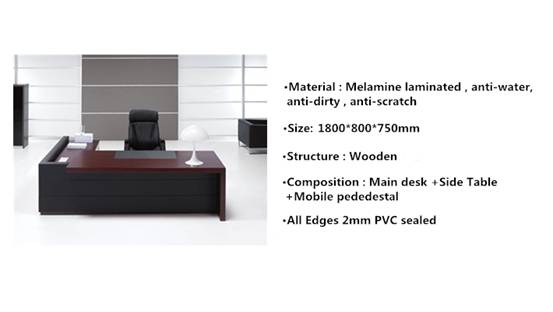 •Material : Melamine laminated , anti-water,
anti-dirty , anti-scratch
•Size: 1800*800*750mm
•Structure : Wooden
•Composition : Main desk +Side Table
+Mobile pededestal
•All Edges 2mm PVC sealed